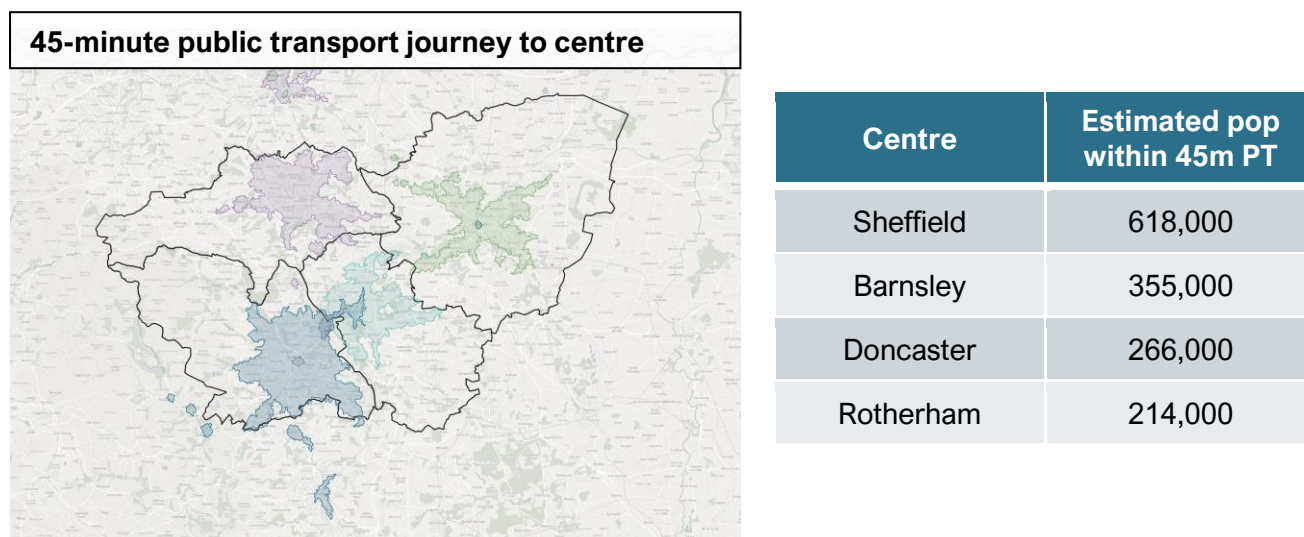 45-minute public transport journey to centre
Centre
Estimated pop
within 45m PT
Sheffield 618,000
Barnsley 355,000
Doncaster 266,000
Rotherham 214,000